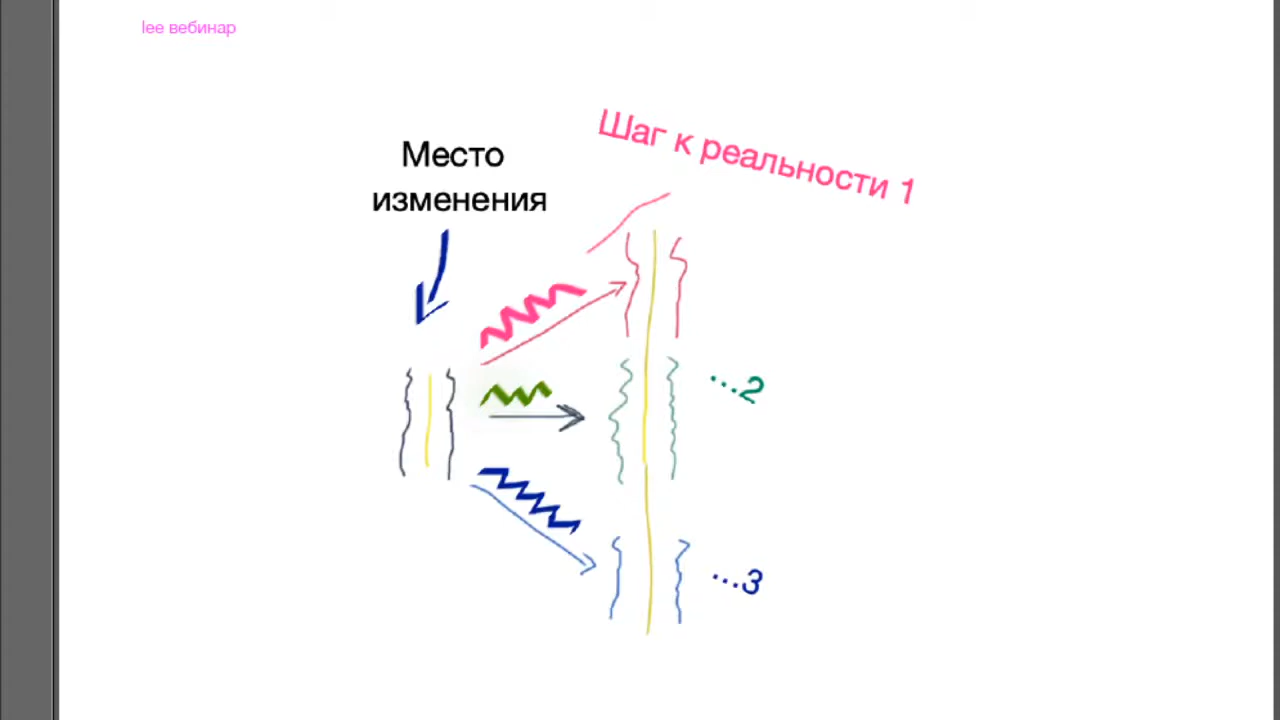 lee вебинар
Место
изменения
Шаг к реальности 1
...2
...3